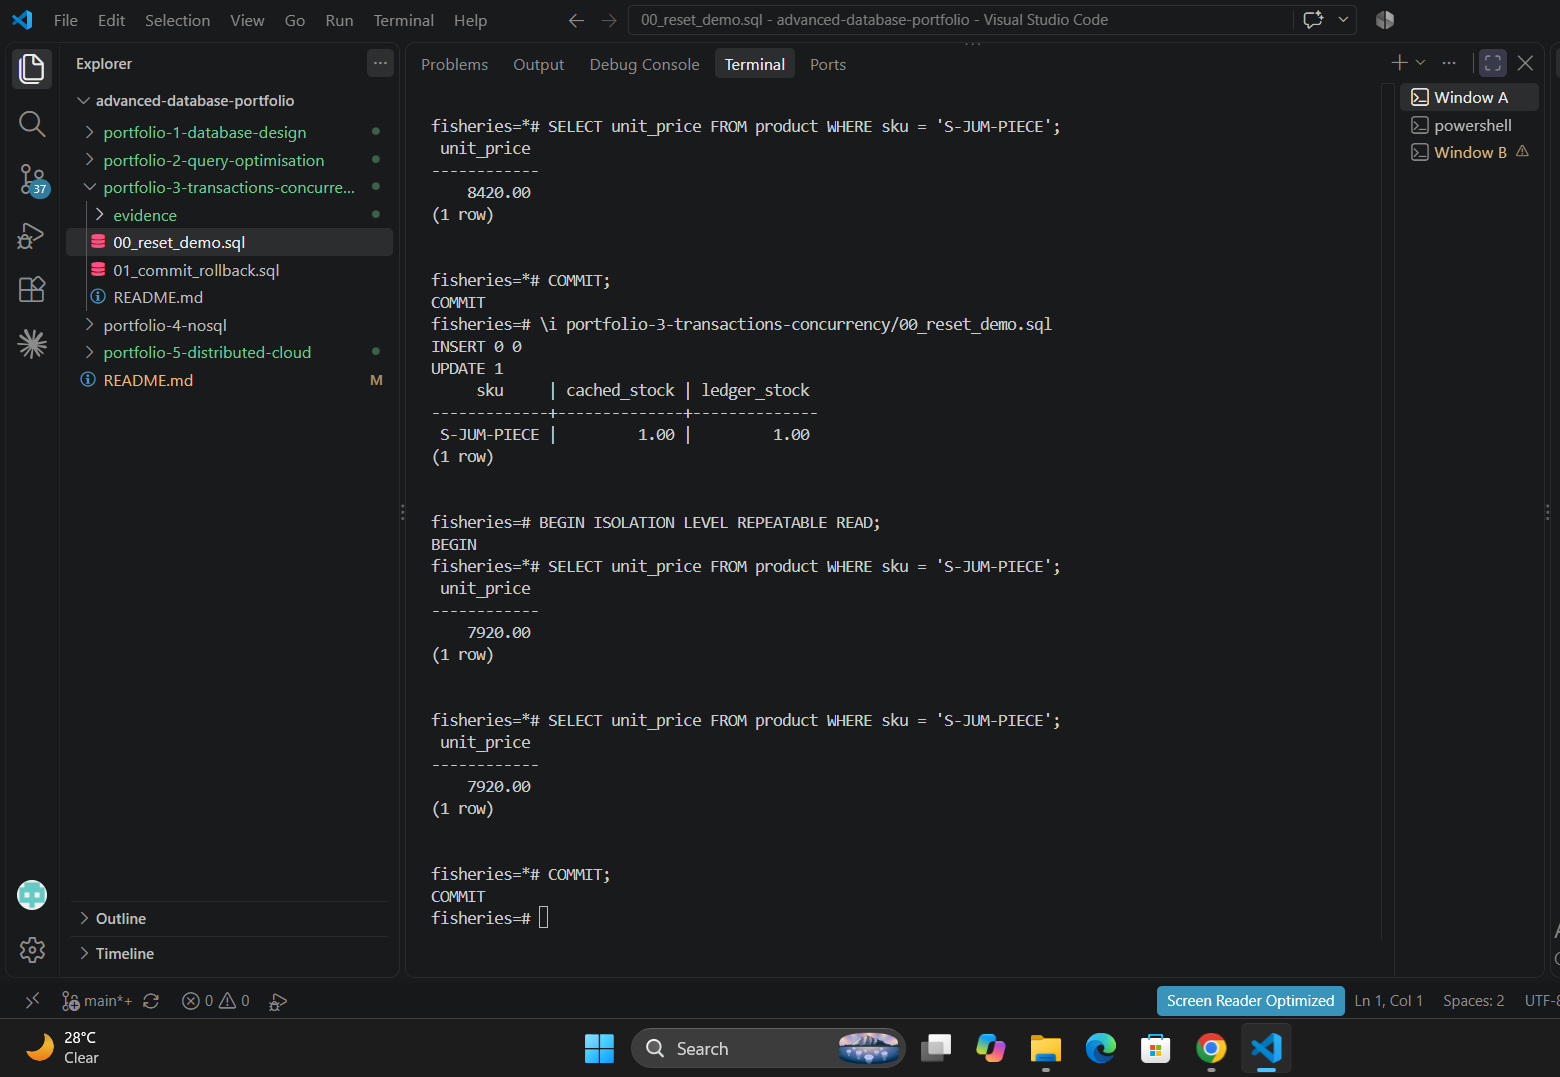 File Edit Selection View Go Run Terminal Help
00_reset_demo.sql - advanced-database-portfolio - Visual Studio Code
Explorer
advanced-database-portfolio
portfolio-1-database-design
portfolio-2-query-optimisation
portfolio-3-transactions-concurre...
evidence
00_reset_demo.sql
01_commit_rollback.sql
README.md
portfolio-4-nosql
portfolio-5-distributed-cloud
README.md M
37
Outline
Timeline
Problems Output Debug Console Terminal Ports
Window A
powershell
Window B
fisheries=*# SELECT unit_price FROM product WHERE sku = 'S-JUM-PIECE';
unit_price
------------
8420.00
(1 row)
fisheries=*# COMMIT;
COMMIT
fisheries=# \i portfolio-3-transactions-concurrency/00_reset_demo.sql
INSERT 0 0
UPDATE 1
sku | cached_stock | ledger_stock
-------------+--------------+--------------
S-JUM-PIECE | 1.00 | 1.00
(1 row)
fisheries=# BEGIN ISOLATION LEVEL REPEATABLE READ;
BEGIN
fisheries=*# SELECT unit_price FROM product WHERE sku = 'S-JUM-PIECE';
unit_price
------------
7920.00
(1 row)
fisheries=*# SELECT unit_price FROM product WHERE sku = 'S-JUM-PIECE';
unit_price
------------
7920.00
(1 row)
fisheries=*# COMMIT;
COMMIT
fisheries=#
main*+ 0 0
Screen Reader Optimized Ln 1, Col 1 Spaces: 2 UTF-8
28°C
Clear
Search